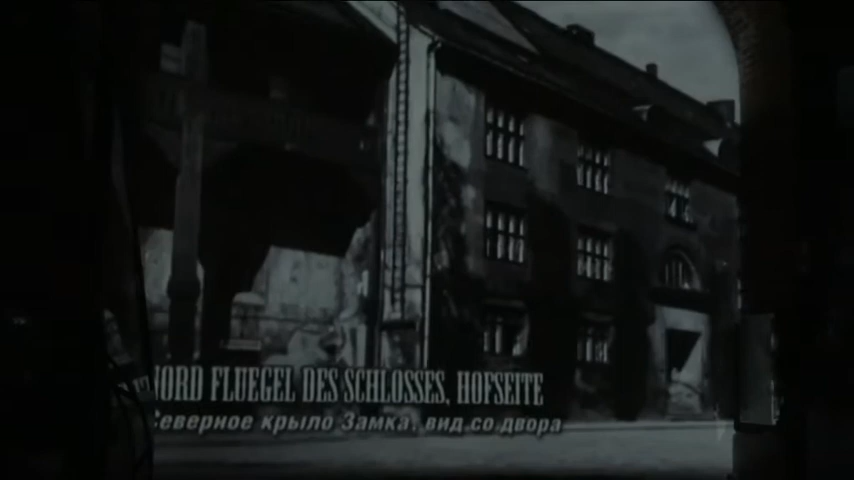 NORD FLUEGEL DES SCHLOSSES, HOFSEITE
Северное крыло Замка, вид со двора